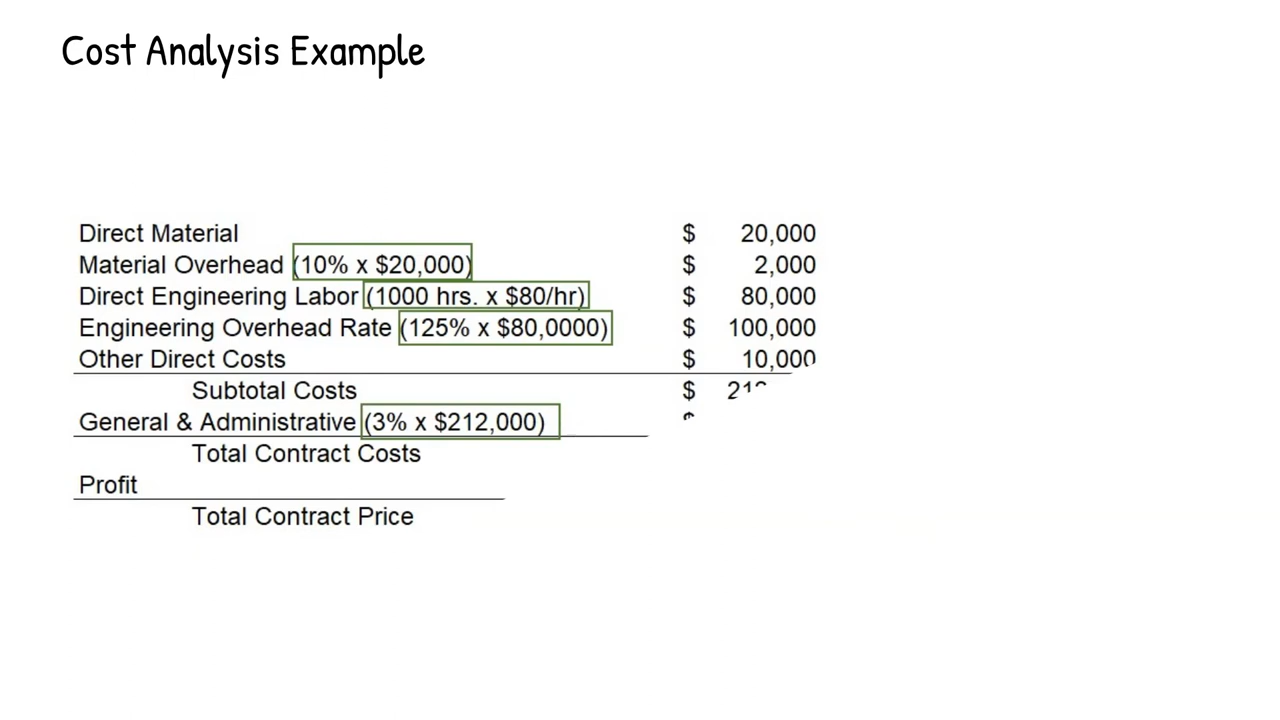 Cost Analysis Example
Direct Material $ 20,000
Material Overhead (10% x $20,000) $ 2,000
Direct Engineering Labor (1000 hrs. x $80/hr) $ 80,000
Engineering Overhead Rate (125% x $80,0000) $ 100,000
Other Direct Costs $ 10,000
Subtotal Costs $
General & Administrative (3% x $212,000)
Total Contract Costs
Profit
Total Contract Price